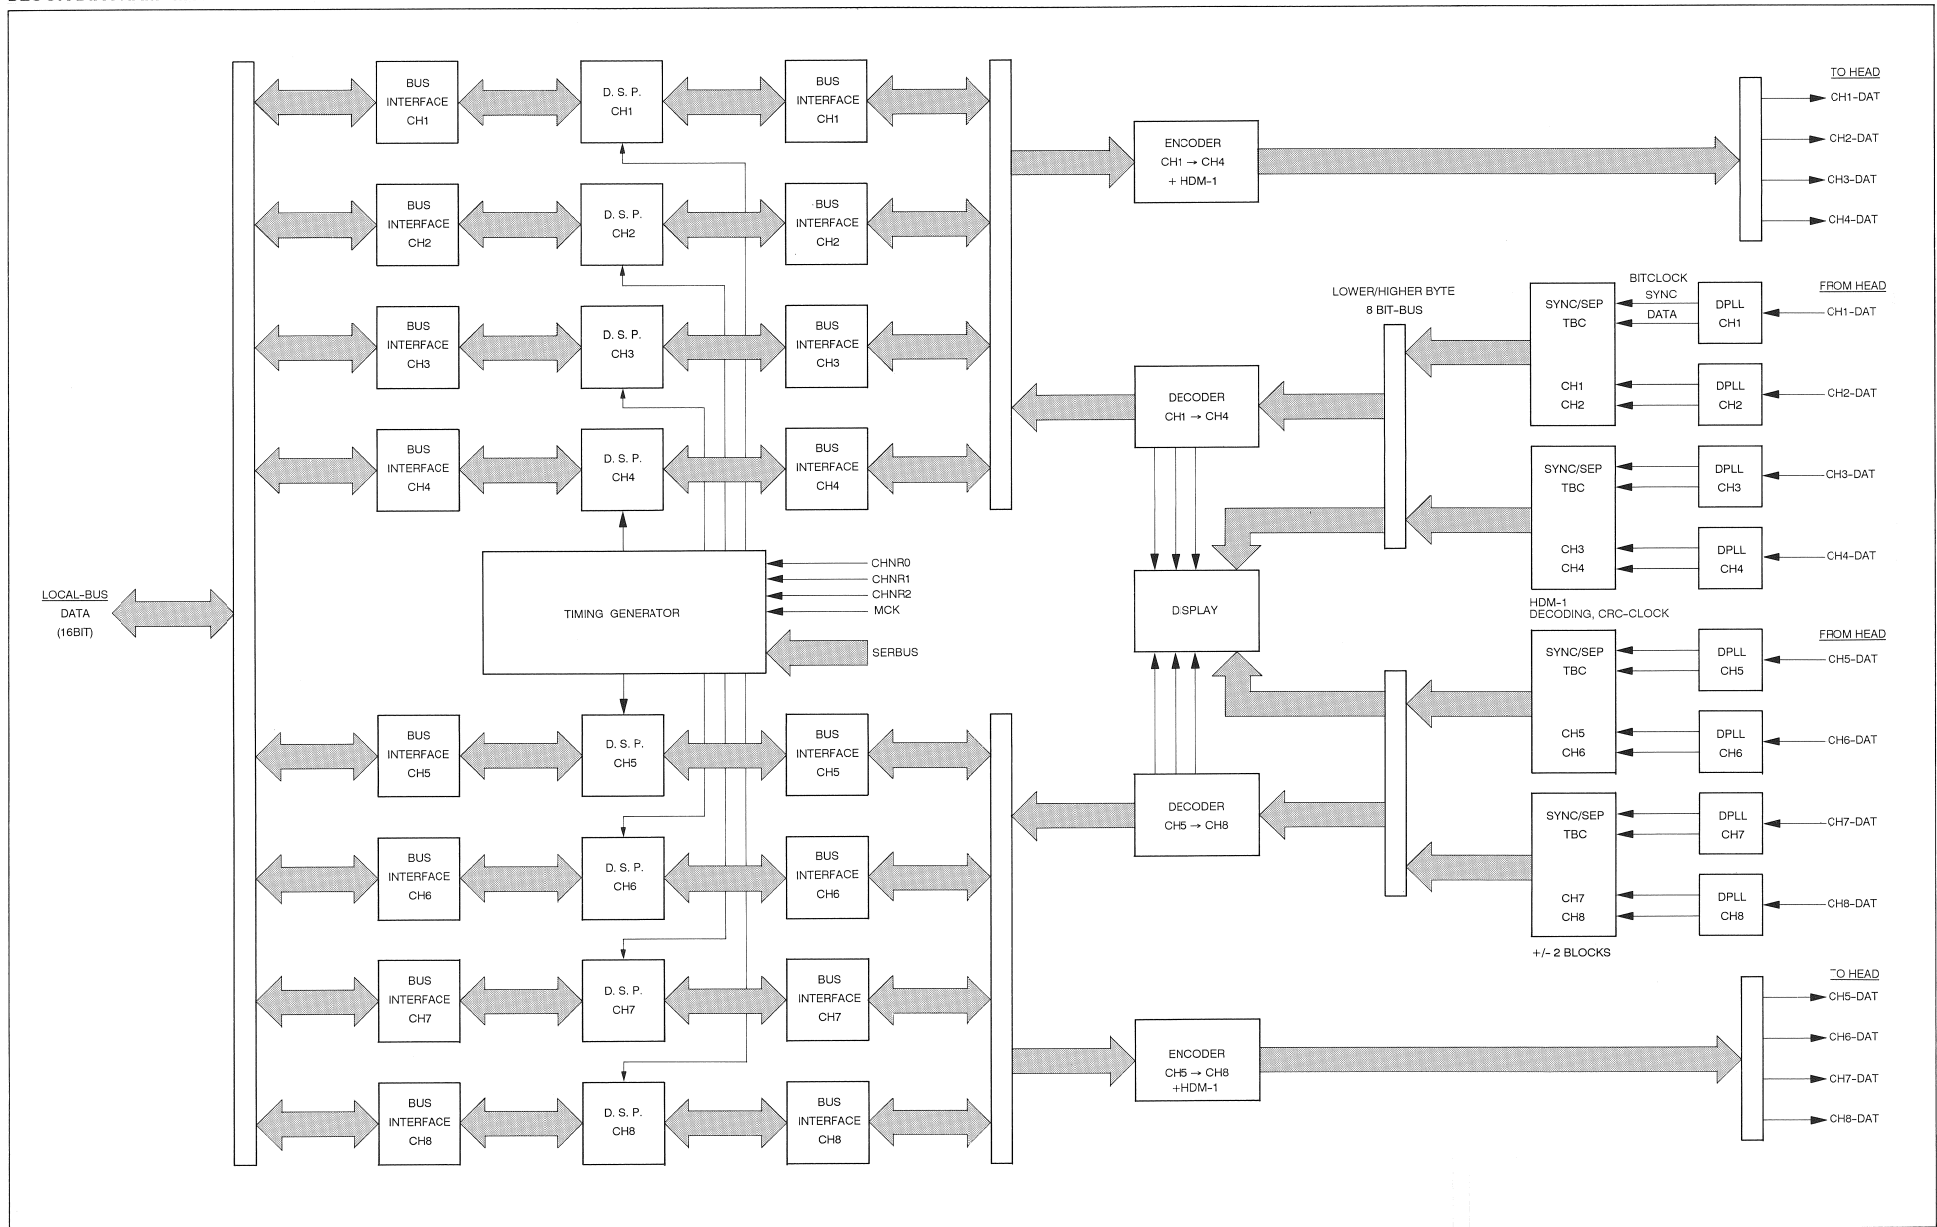 TO HEAD
CH1-DAT
CH2-DAT
CH3-DAT
CH4-DAT
BUS
INTERFACE
CH1
D. S. P.
CH1
BUS
INTERFACE
CH1
ENCODER
CH1 → CH4
+ HDM-1
BUS
INTERFACE
CH2
D. S. P.
CH2
BUS
INTERFACE
CH2
BUS
INTERFACE
CH3
D. S. P.
CH3
BUS
INTERFACE
CH3
BUS
INTERFACE
CH4
D. S. P.
CH4
BUS
INTERFACE
CH4
LOWER/HIGHER BYTE
8 BIT-BUS
DECODER
CH1 → CH4
SYNC/SEP
TBC
CH1
CH2
BITCLOCK
SYNC
DATA
DPLL
CH1
DPLL
CH2
FROM HEAD
CH1-DAT
CH2-DAT
SYNC/SEP
TBC
CH3
CH4
DPLL
CH3
DPLL
CH4
CH3-DAT
CH4-DAT
LOCAL-BUS
DATA
(16BIT)
TIMING GENERATOR
CHNR0
CHNR1
CHNR2
MCK
SERBUS
DISPLAY
HDM-1
DECODING, CRC-CLOCK
SYNC/SEP
TBC
CH5
CH6
DPLL
CH5
DPLL
CH6
FROM HEAD
CH5-DAT
CH6-DAT
BUS
INTERFACE
CH5
D. S. P.
CH5
BUS
INTERFACE
CH5
DECODER
CH5 → CH8
SYNC/SEP
TBC
CH7
CH8
DPLL
CH7
DPLL
CH8
CH7-DAT
CH8-DAT
+/- 2 BLOCKS
BUS
INTERFACE
CH6
D. S. P.
CH6
BUS
INTERFACE
CH6
BUS
INTERFACE
CH7
D. S. P.
CH7
BUS
INTERFACE
CH7
ENCODER
CH5 → CH8
+HDM-1
TO HEAD
CH5-DAT
CH6-DAT
CH7-DAT
CH8-DAT
BUS
INTERFACE
CH8
D. S. P.
CH8
BUS
INTERFACE
CH8